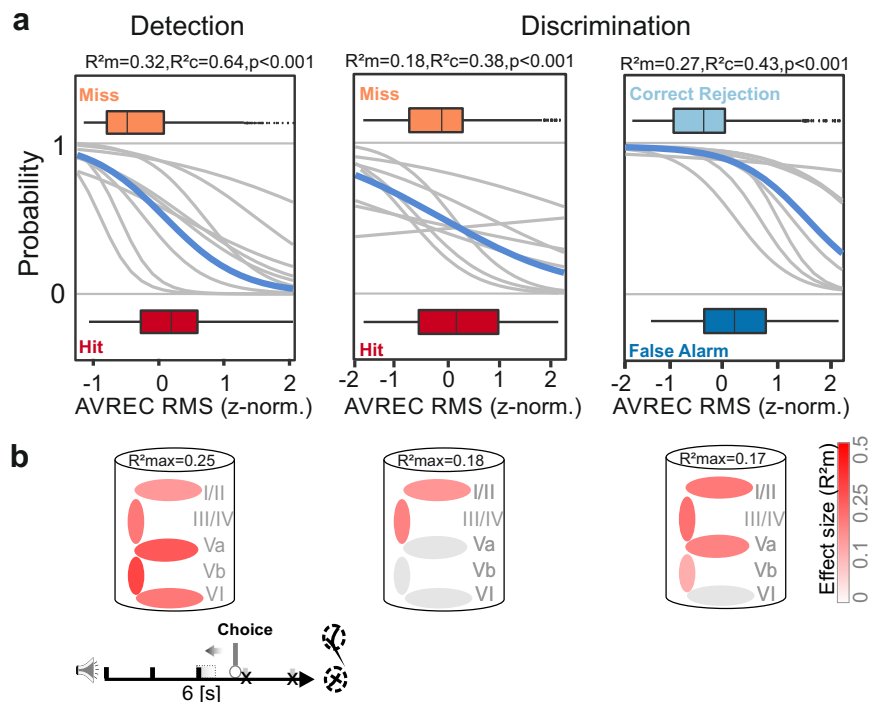 a
Detection
Discrimination
R²m=0.32,R²c=0.64,p<0.001
R²m=0.18,R²c=0.38,p<0.001
R²m=0.27,R²c=0.43,p<0.001
Miss
Miss
Correct Rejection
Probability
1
0
Hit
Hit
False Alarm
-1 0 1 2
-2 -1 0 1 2
-2 -1 0 1 2
AVREC RMS (z-norm.)
AVREC RMS (z-norm.)
AVREC RMS (z-norm.)
b
R²max=0.25
I/II
III/IV
Va
Vb
VI
R²max=0.18
I/II
III/IV
Va
Vb
VI
R²max=0.17
I/II
III/IV
Va
Vb
VI
Effect size (R²m)
0 0.1 0.25 0.5
Choice
x x
6 [s]